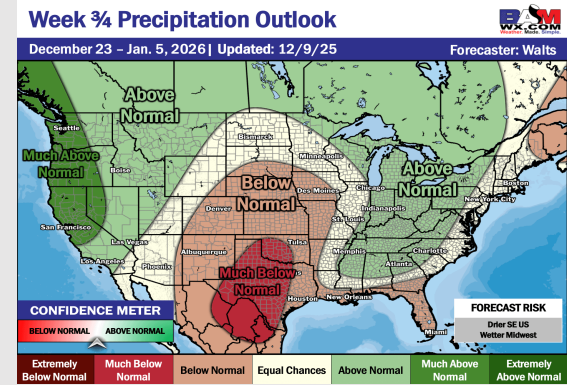 Week ¾ Precipitation Outlook
BAM
WX.COM
Weather. Made. Simple.
December 23 – Jan. 5, 2026 | Updated: 12/9/25
Forecaster: Walts
Above
Normal
Seattle
Bismarck
Much Above
Normal
Minneapolis
Boise
Above
Normal
Chicago
Boston
Below
Normal
Des Moines
New York City
Denver
Indianapolis
San Francisco
St. Louis
Las Vegas
Tulsa
Memphis
Charlotte
Los Angeles
Albuquerque
Phoenix
Atlanta
Much Below
Normal
Houston
New Orleans
Miami
CONFIDENCE METER
BELOW NORMAL
ABOVE NORMAL
FORECAST RISK
Drier SE US
Wetter Midwest
Extremely
Below Normal
Much Below
Normal
Below Normal
Equal Chances
Above Normal
Much Above
Normal
Extremely
Above Normal